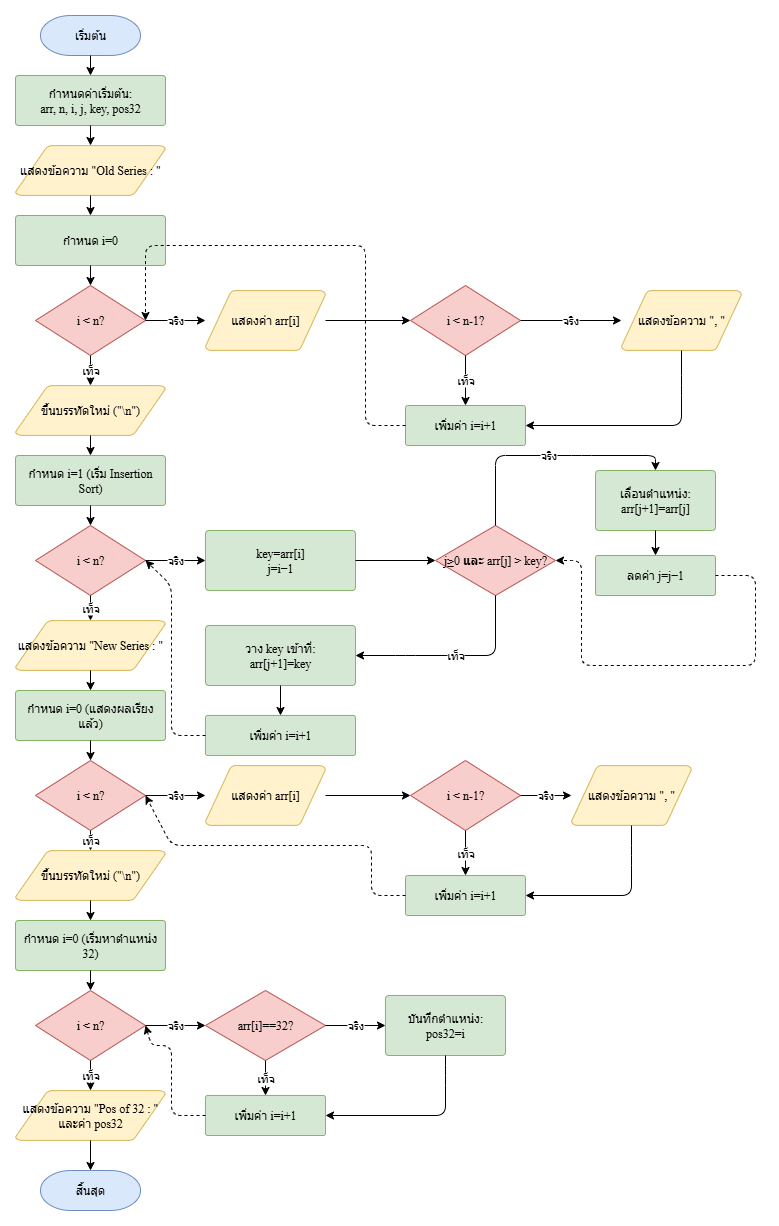 เริ่มต้น
กำหนดค่าเริ่มต้น:
arr, n, i, j, key, pos32
แสดงข้อความ "Old Series : "
กำหนด i=0
i < n?
จริง
แสดงค่า arr[i]
i < n-1?
จริง
แสดงข้อความ ", "
เท็จ
เท็จ
ขึ้นบรรทัดใหม่ ("\n")
เพิ่มค่า i=i+1
กำหนด i=1 (เริ่ม Insertion
Sort)
จริง
เลื่อนตำแหน่ง:
arr[j+1]=arr[j]
i < n?
จริง
key=arr[i]
j=i−1
j≥0 และ arr[j] > key?
ลดค่า j=j−1
เท็จ
แสดงข้อความ "New Series : "
วาง key เข้าที่:
arr[j+1]=key
เท็จ
กำหนด i=0 (แสดงผลเรียง
แล้ว)
เพิ่มค่า i=i+1
i < n?
จริง
แสดงค่า arr[i]
i < n-1?
จริง
แสดงข้อความ ", "
เท็จ
เท็จ
ขึ้นบรรทัดใหม่ ("\n")
เพิ่มค่า i=i+1
กำหนด i=0 (เริ่มหาตำแหน่ง
32)
i < n?
จริง
arr[i]==32?
จริง
บันทึกตำแหน่ง:
pos32=i
เท็จ
เท็จ
แสดงข้อความ "Pos of 32 : "
และค่า pos32
เพิ่มค่า i=i+1
สิ้นสุด